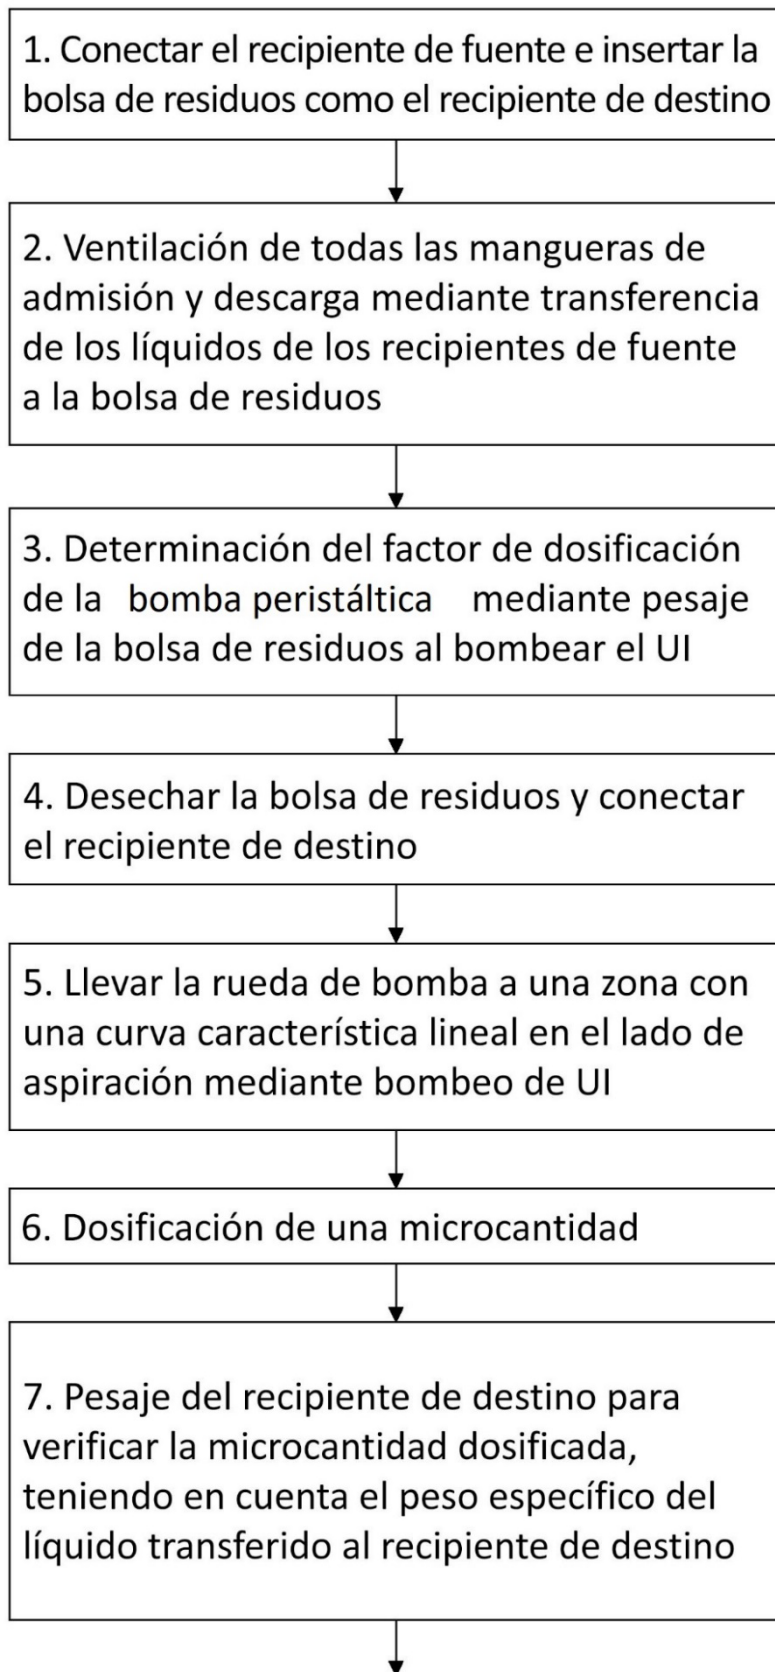 1. Conectar el recipiente de fuente e insertar la
bolsa de residuos como el recipiente de destino
2. Ventilación de todas las mangueras de
admisión y descarga mediante transferencia
de los líquidos de los recipientes de fuente
a la bolsa de residuos
3. Determinación del factor de dosificación
de la bomba peristáltica mediante pesaje
de la bolsa de residuos al bombear el UI
4. Desechar la bolsa de residuos y conectar
el recipiente de destino
5. Llevar la rueda de bomba a una zona con
una curva característica lineal en el lado de
aspiración mediante bombeo de UI
6. Dosificación de una microcantidad
7. Pesaje del recipiente de destino para
verificar la microcantidad dosificada,
teniendo en cuenta el peso específico del
líquido transferido al recipiente de destino